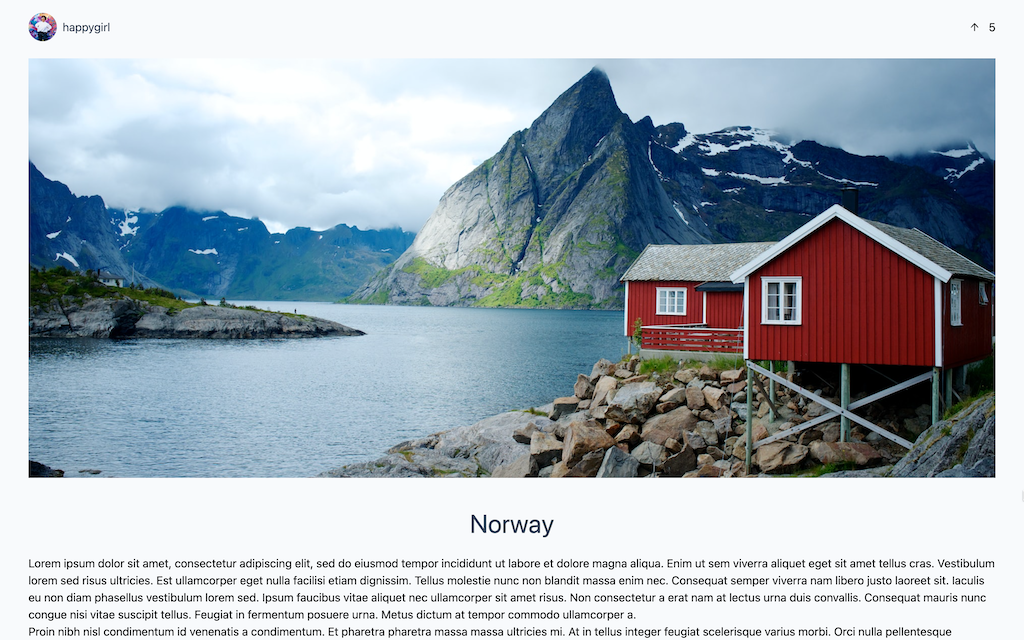 happygirl
5
Norway
Lorem ipsum dolor sit amet, consectetur adipiscing elit, sed do eiusmod tempor incididunt ut labore et dolore magna aliqua. Enim ut sem viverra aliquet eget sit amet tellus cras. Vestibulum
lorem sed risus ultricies. Est ullamcorper eget nulla facilisi etiam dignissim. Tellus molestie nunc non blandit massa enim nec. Consequat semper viverra nam libero justo laoreet sit. Iaculis
eu non diam phasellus vestibulum lorem sed. Ipsum faucibus vitae aliquet nec ullamcorper sit amet risus. Non consectetur a erat nam at lectus urna duis convallis. Consequat mauris nunc
congue nisi vitae suscipit tellus. Feugiat in fermentum posuere urna. Metus dictum at tempor commodo ullamcorper a.
Proin nibh nisl condimentum id venenatis a condimentum. Et pharetra pharetra massa massa ultricies mi. At in tellus integer feugiat scelerisque varius morbi. Orci nulla pellentesque